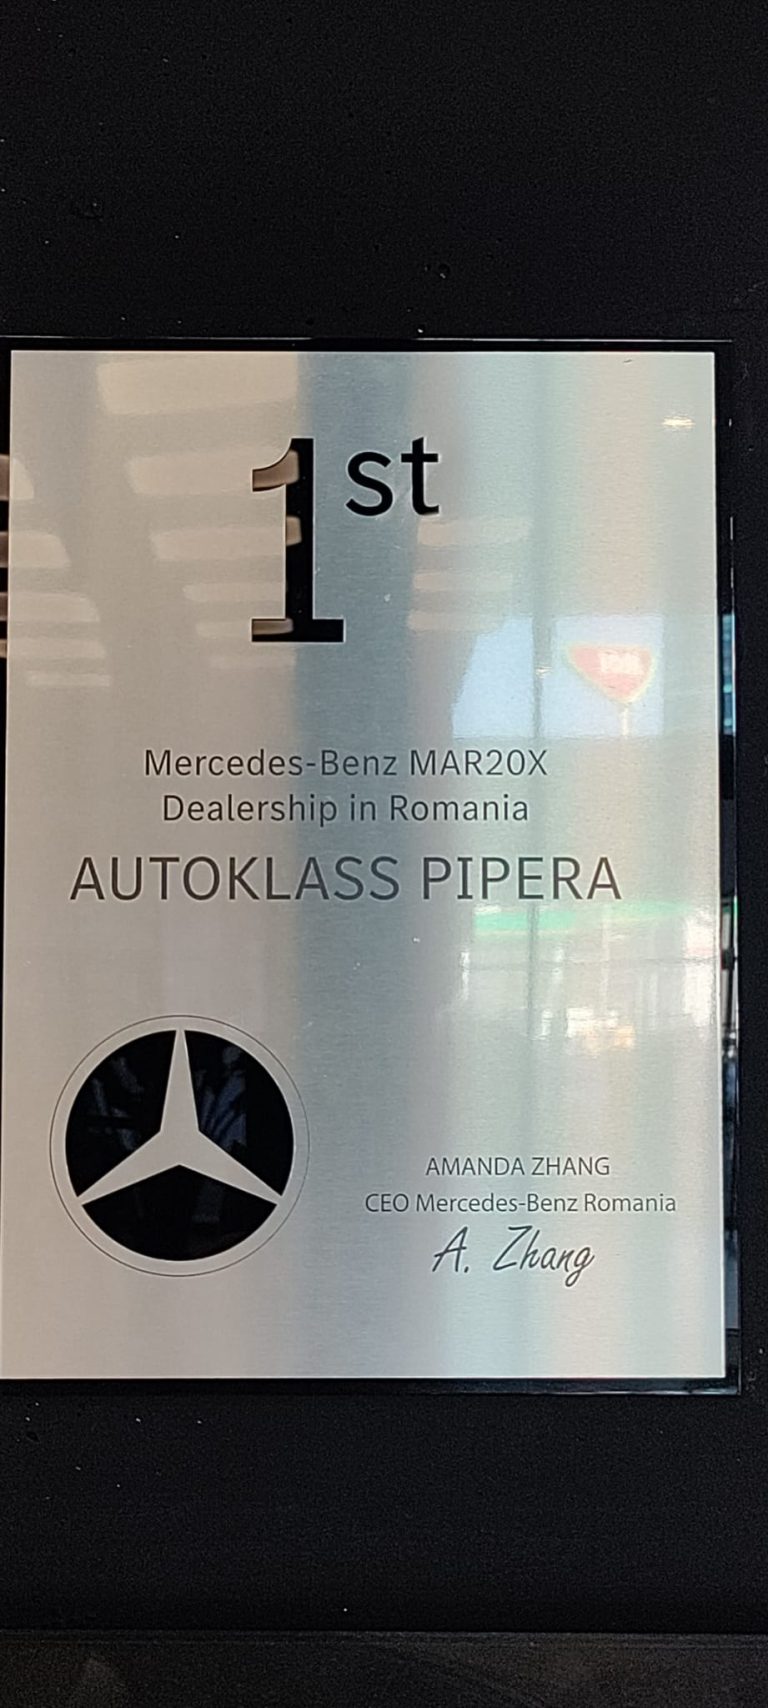 1st
Mercedes-Benz MAR20X
Dealership in Romania
AUTOKLASS PIPERA
AMANDA ZHANG
CEO Mercedes-Benz Romania
A. Zhang